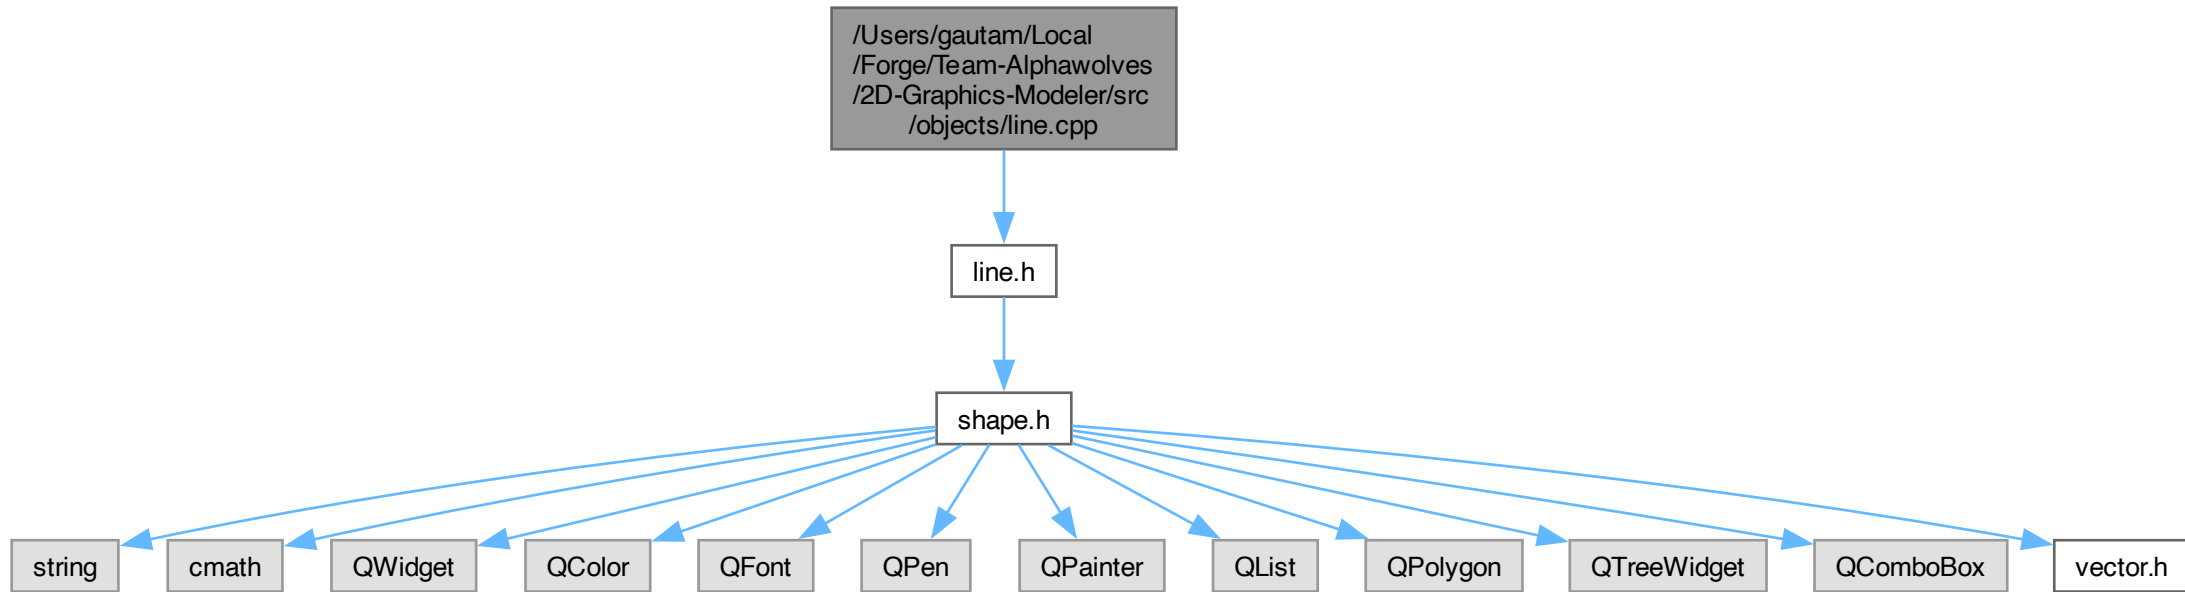 /Users/gautam/Local
/Forge/Team-Alphawolves
/2D-Graphics-Modeler/src
/objects/line.cpp
line.h
shape.h
string
cmath
QWidget
QColor
QFont
QPen
QPainter
QList
QPolygon
QTreeWidget
QComboBox
vector.h